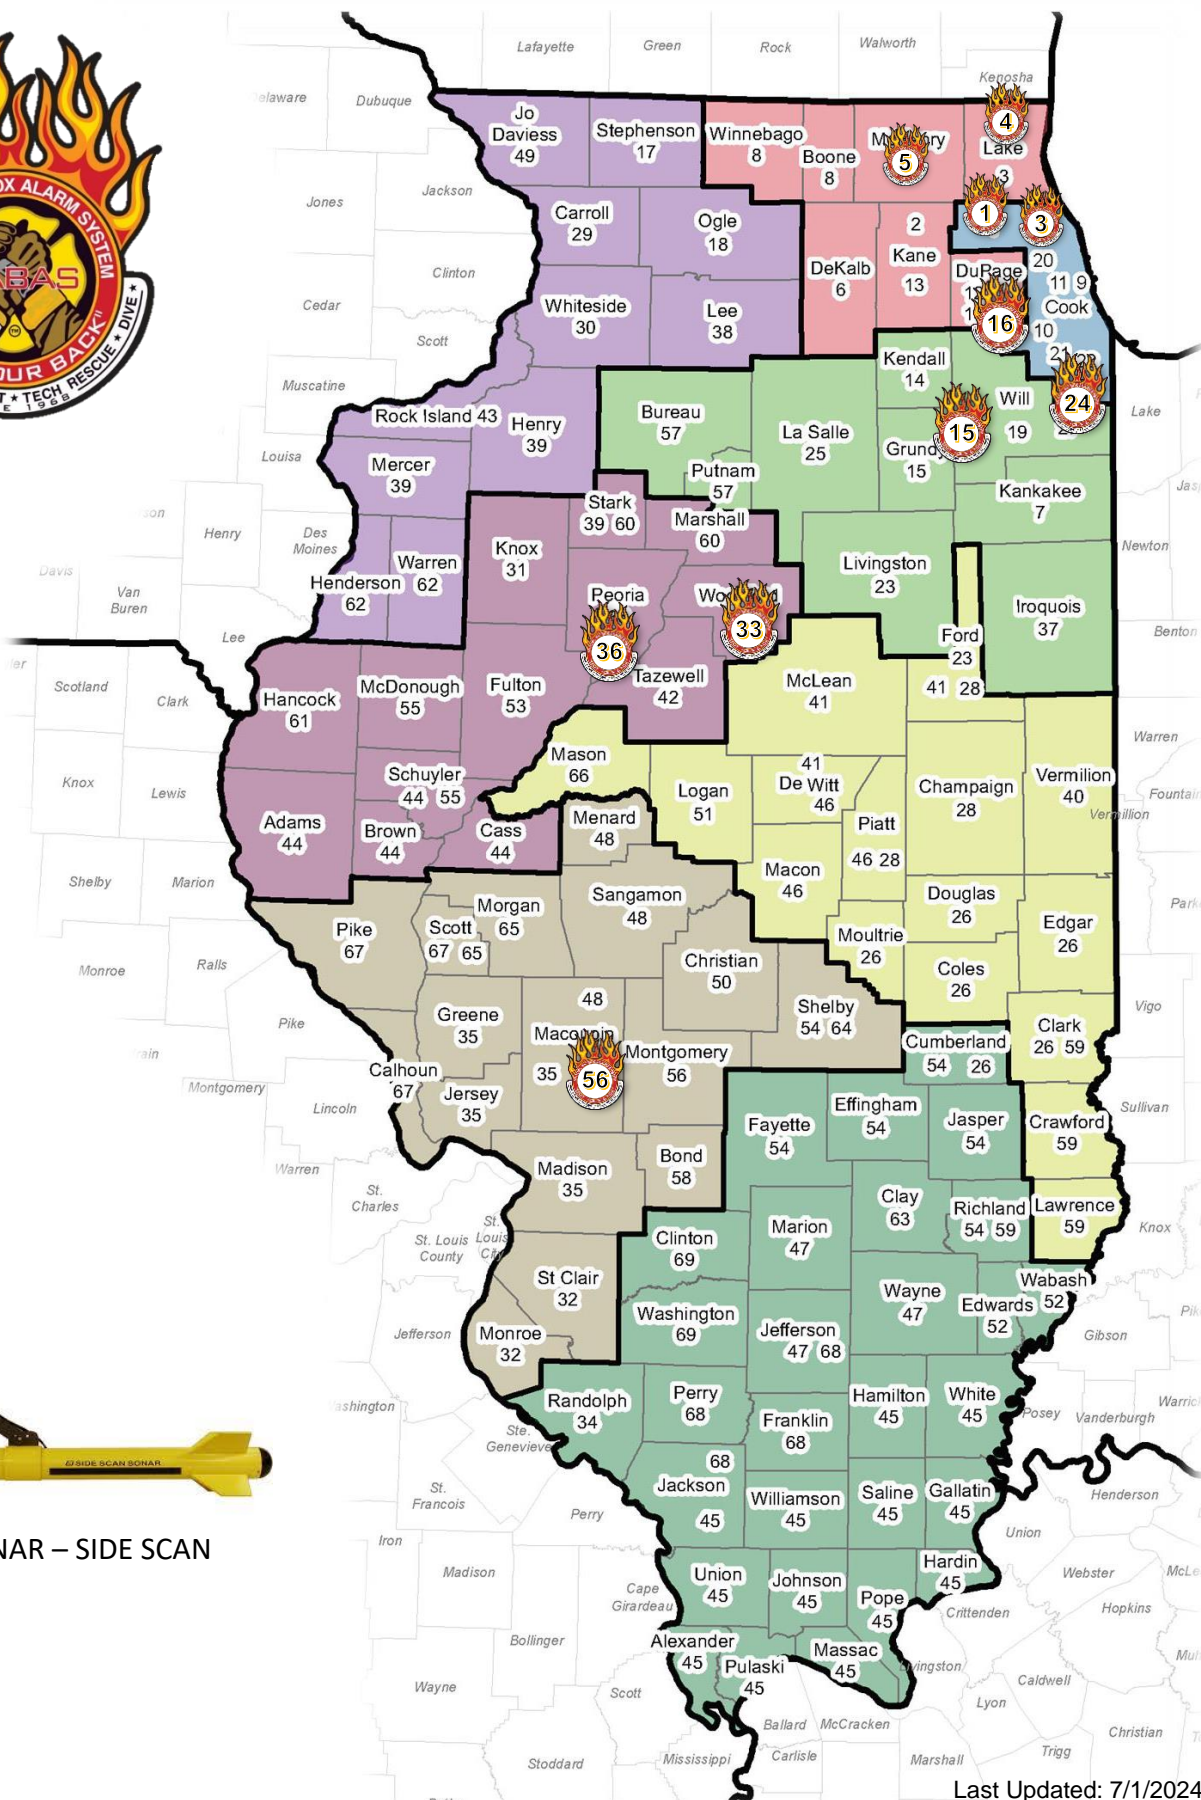 Lafayette
Green
Rock
Walworth
Kenosha
Dubuque
Jo
Daviess
49
Stephenson
17
Winnebago
8
Boone
8
5
4
Lake
3
OX ALARM SYSTEM
OUR BACK"
TECH RESCUE ★ DIVE ★
Jones
Jackson
Carroll
29
Ogle
18
2
Kane
13
1
3
20
11 9
Cook
10
21
DeKalb
6
DuPage
16
Clinton
Cedar
Scott
Whiteside
30
Lee
38
Kendall
14
Will
19
24
15
Lake
Muscatine
Rock Island 43
Henry
39
Bureau
57
La Salle
25
Grundy
15
Louisa
Mercer
39
Putnam
57
Kankakee
7
Stark
39 60
Marshall
60
Henry
Des
Moines
Knox
31
Livingston
23
Newton
Davis
Van
Buren
Henderson
62
Warren
62
Peoria
36
33
Iroquois
37
Lee
Ford
23
41 28
Benton
Scotland
Clark
Hancock
61
McDonough
55
Fulton
53
Tazewell
42
McLean
41
Warren
Knox
Lewis
Schuyler
44 55
Mason
66
Logan
51
41
De Witt
46
Champaign
28
Vermilion
40
Vermillion
Fountain
Adams
44
Brown
44
Cass
44
Menard
48
Piatt
46 28
Macon
46
Shelby
Marion
Sangamon
48
Douglas
26
Edgar
26
Pike
67
Scott
67 65
Morgan
65
Christian
50
Moultrie
26
Coles
26
Monroe
Ralls
Pike
Greene
35
48
Macoupin
35
56
Montgomery
56
Shelby
54 64
Cumberland
54 26
Clark
26 59
Vigo
Montgomery
Lincoln
Calhoun
67
Jersey
35
Fayette
54
Effingham
54
Jasper
54
Crawford
59
Sullivan
Warren
St.
Charles
Madison
35
Bond
58
Clay
63
Richland
54 59
Lawrence
59
Knox
St. Louis
County
St.
Louis
City
Clinton
69
Marion
47
St Clair
32
Washington
69
Wayne
47
Edwards
52
Wabash
52
Gibson
Jefferson
Monroe
32
Jefferson
47 68
Randolph
34
Perry
68
Franklin
68
Hamilton
45
White
45
Posey
Vanderburgh
Ste.
Genevieve
SIDE SCAN SONAR
St.
Francois
Perry
68
Jackson
45
Williamson
45
Saline
45
Gallatin
45
Henderson
Union
NAR – SIDE SCAN
Iron
Madison
Cape
Girardeau
Union
45
Johnson
45
Pope
45
Hardin
45
Webster
Crittenden
Hopkins
Bollinger
Alexander
45
Pulaski
45
Massac
45
Livingston
Caldwell
Wayne
Scott
Lyon
Ballard
McCracken
Christian
Stoddard
Mississippi
Carlisle
Marshall
Trigg
Last Updated: 7/1/2024